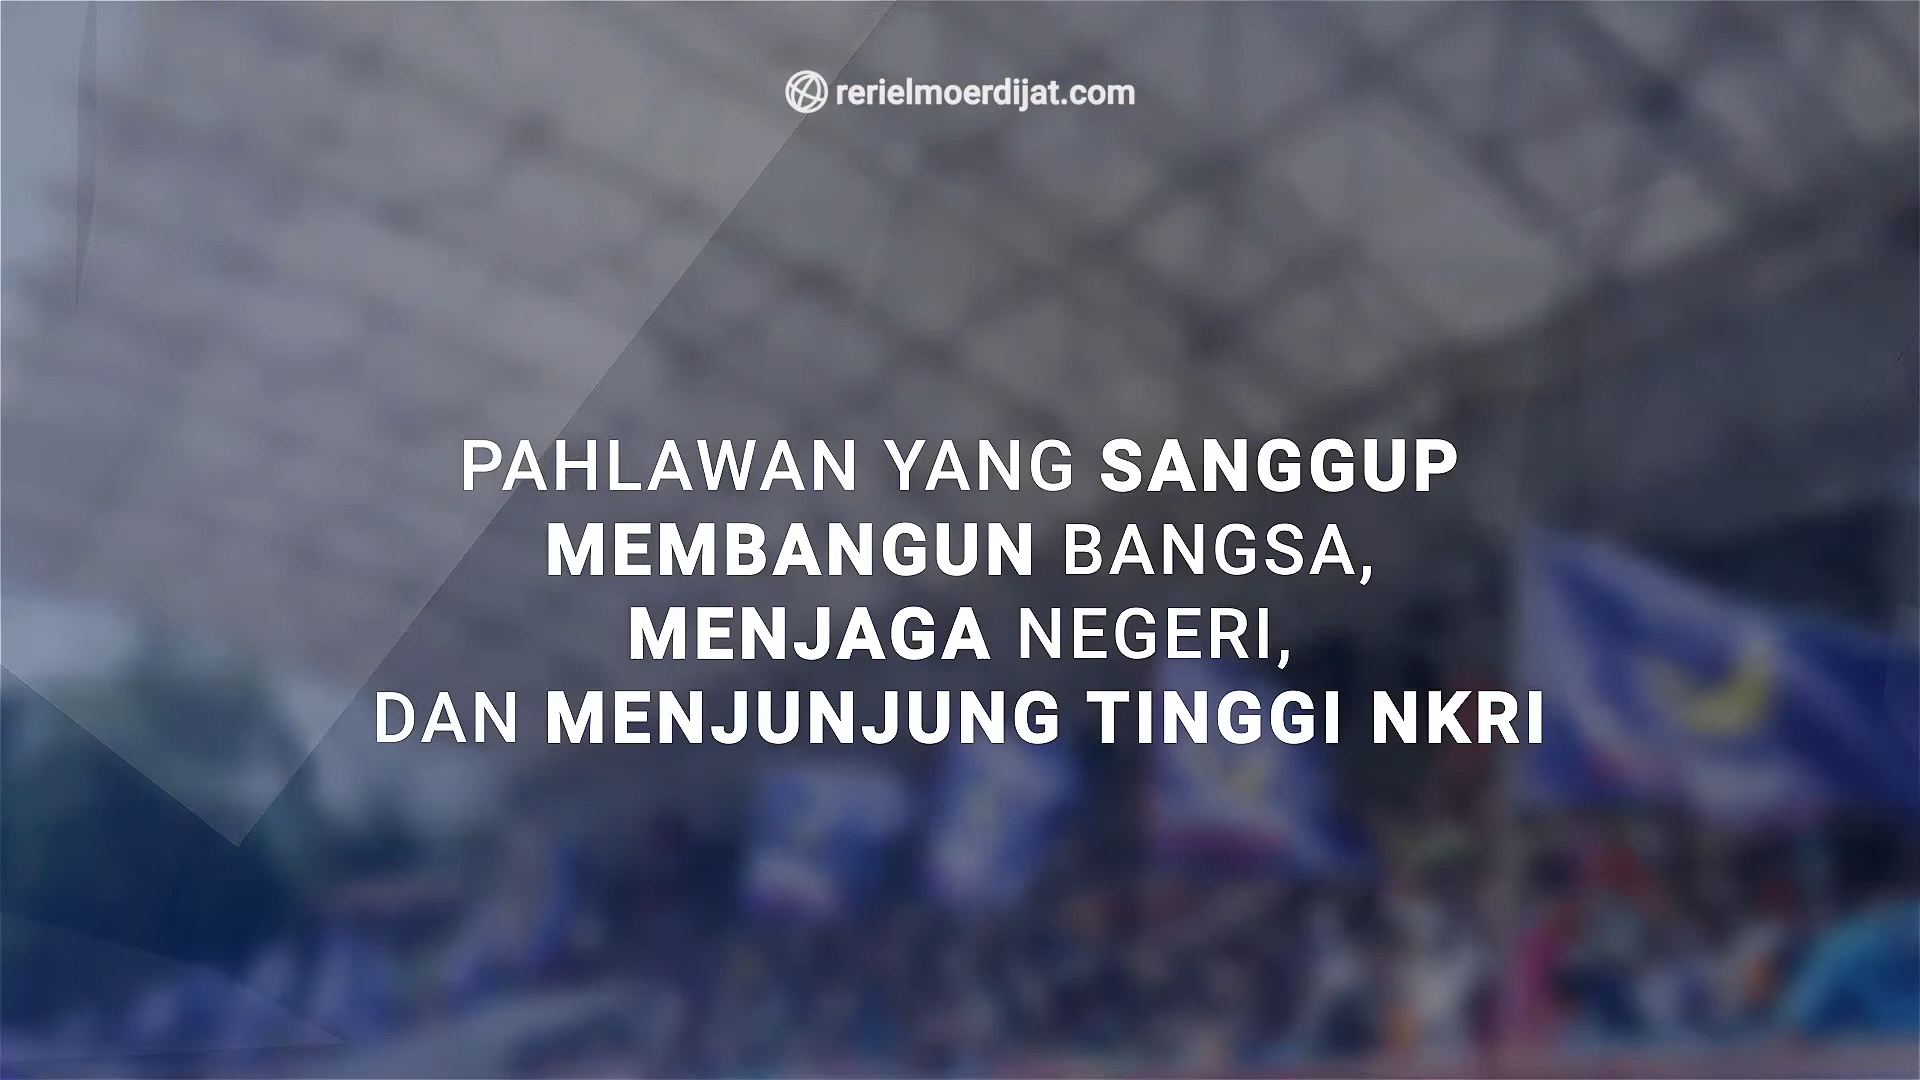 rerielmoerdijat.com
PAHLAWAN YANG SANGGUP
MEMBANGUN BANGSA,
MENJAGA NEGERI,
DAN MENJUNJUNG TINGGI NKRI